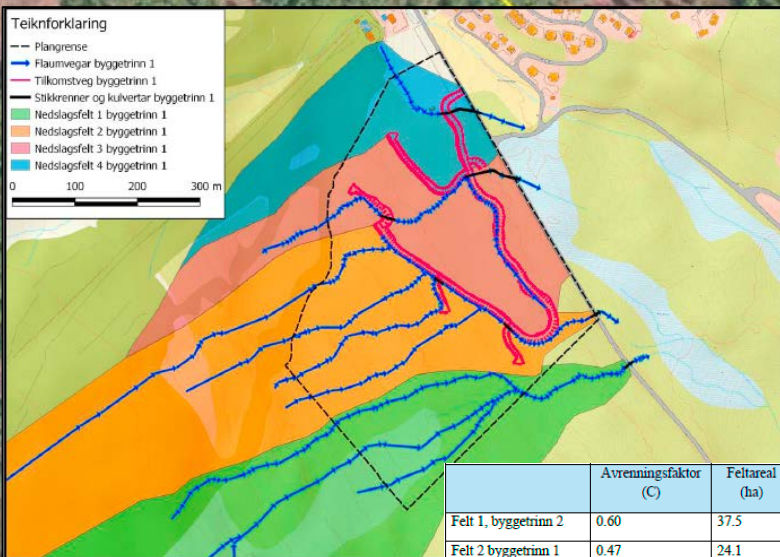 Teiknforklaring
Plangrense
Flaumvegar byggetrinn 1
Tilkomstveg byggetrinn 1
Stikkrenner og kulvertar byggetrinn 1
Nedslagsfelt 1 byggetrinn 1
Nedslagsfelt 2 byggetrinn 1
Nedslagsfelt 3 byggetrinn 1
Nedslagsfelt 4 byggetrinn 1
0 100 200 300 m
Avrenningsfaktor Feltareal
(C) (ha)
Felt 1, byggetrinn 2 0.60 37.5
Felt 2 byggetrinn 1 0.47 24.1